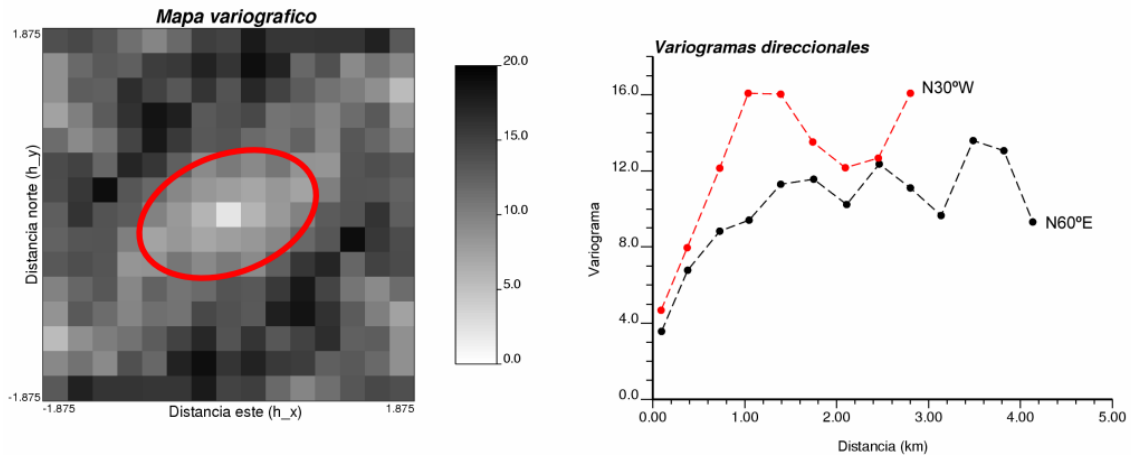 Mapa variografico
1.875
Distancia norte (h_y)
-1.875
-1.875
Distancia este (h_x)
1.875
20.0
15.0
10.0
5.0
0.0
Variogramas direccionales
Variograma
16.0
12.0
8.0
4.0
0.0
N30ºW
N60ºE
0.00 1.00 2.00 3.00 4.00 5.00
Distancia (km)